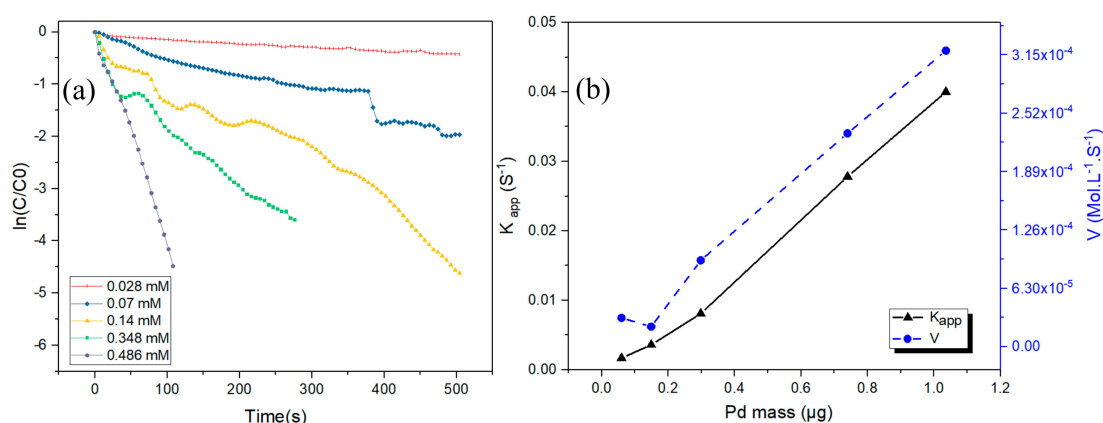 (a)
ln(C/C0)
0
-1
-2
-3
-4
-5
-6
0.028 mM
0.07 mM
0.14 mM
0.348 mM
0.486 mM
0 100 200 300 400 500
Time(s)
(b)
K app (S⁻¹)
0.05
0.04
0.03
0.02
0.01
0.00
0.0 0.2 0.4 0.6 0.8 1.0 1.2
Pd mass (µg)
Kapp
V
3.15x10⁻⁴
2.52x10⁻⁴
1.89x10⁻⁴
1.26x10⁻⁴
6.30x10⁻⁵
0.00
V (Mol.L⁻¹.S⁻¹)